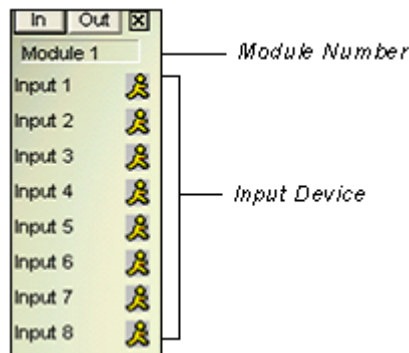 In Out
Module 1 Module Number
Input 1
Input 2
Input 3
Input 4
Input 5 Input Device
Input 6
Input 7
Input 8